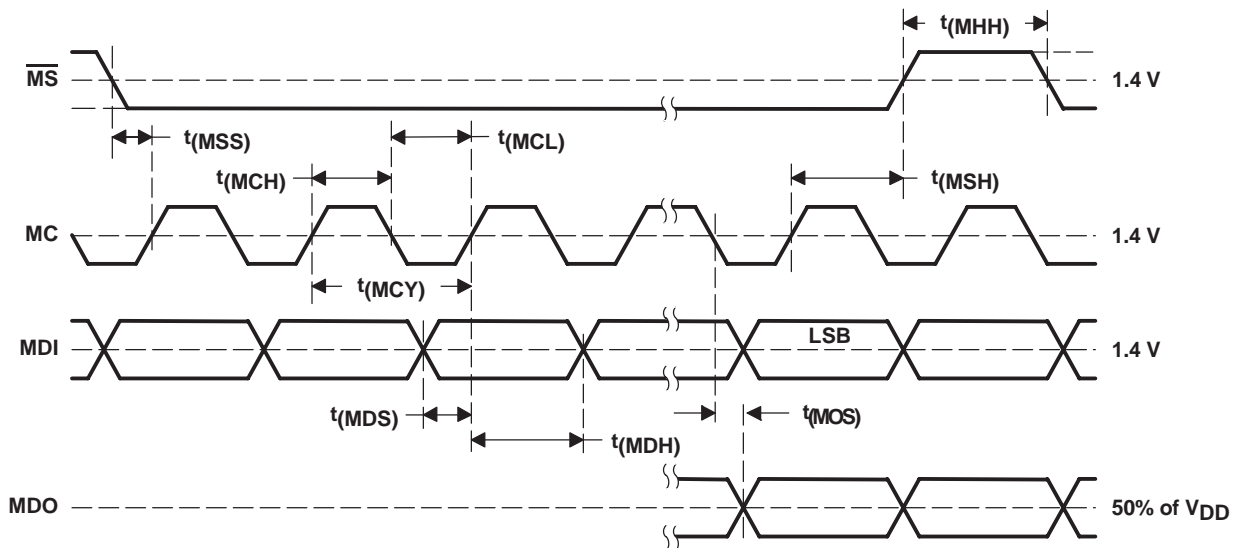 t(MHH)
MS 1.4 V
t(MSS) t(MCL)
t(MCH) t(MSH)
MC 1.4 V
t(MCY)
LSB
MDI 1.4 V
t(MDS) t(MOS)
t(MDH)
MDO 50% of VDD